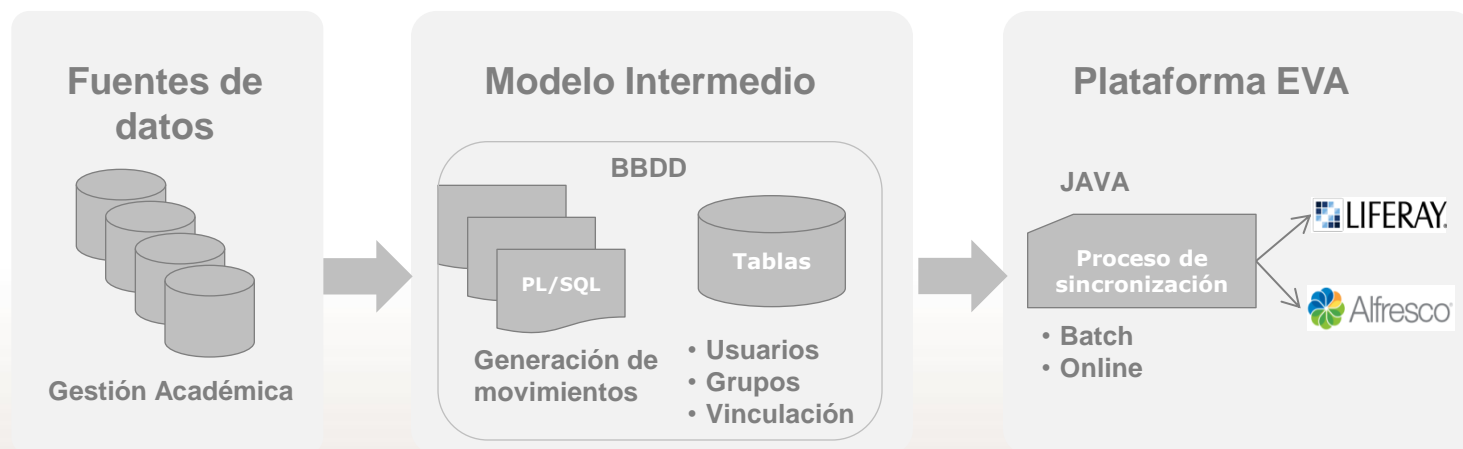 Fuentes de
datos
Gestión Académica
Modelo Intermedio
BBDD
PL/SQL
Tablas
Generación de
movimientos
• Usuarios
• Grupos
• Vinculación
Plataforma EVA
JAVA
Proceso de
sincronización
• Batch
• Online
LIFERAY.
Alfresco